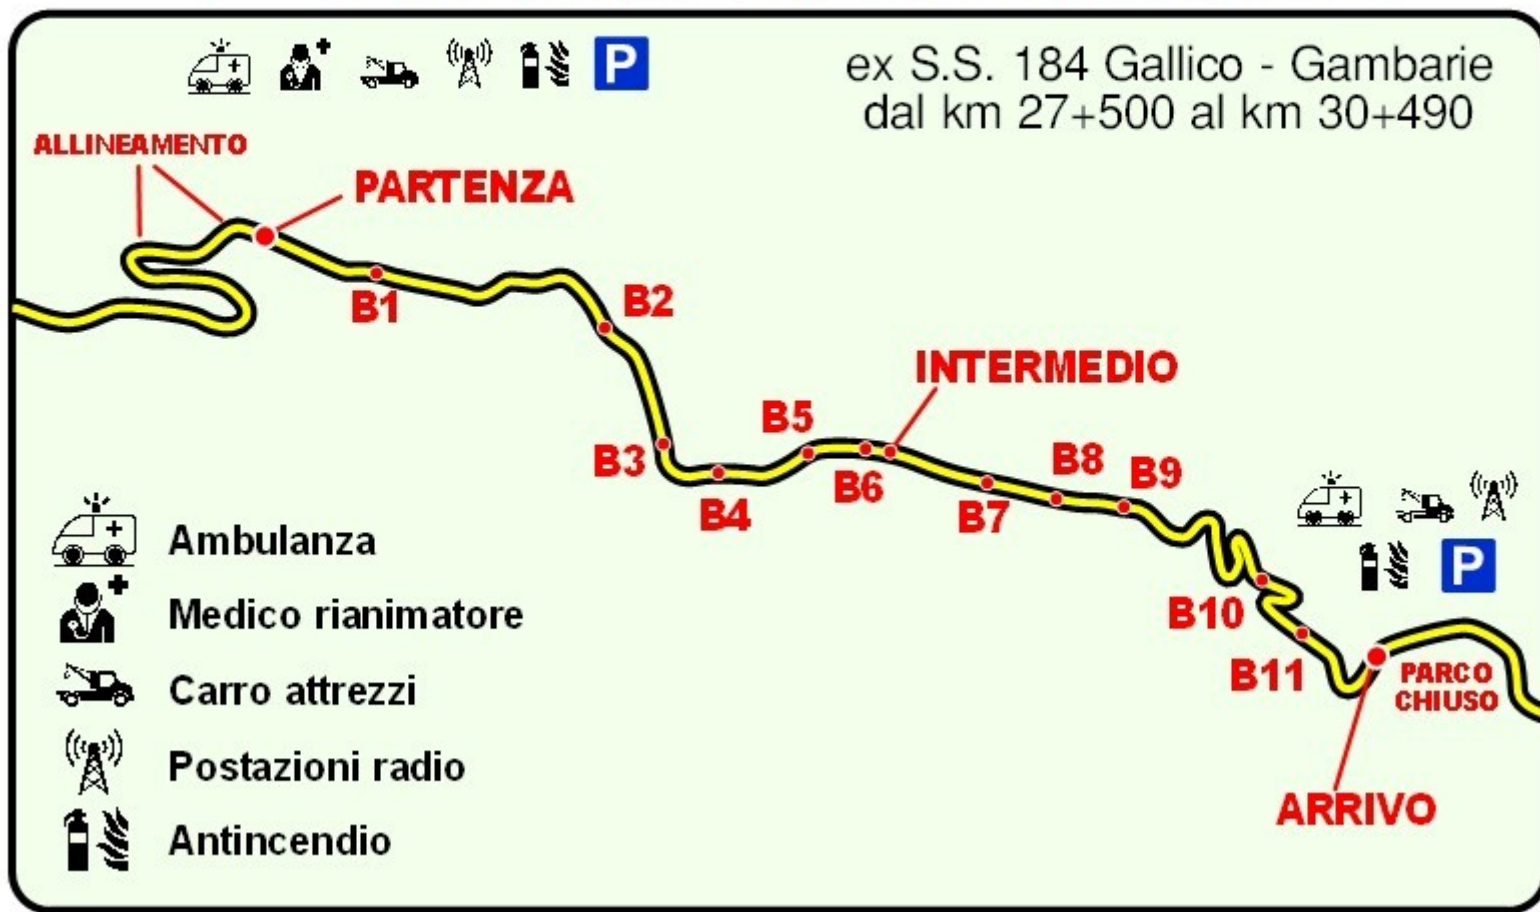 P
ex S.S. 184 Gallico - Gambarie
dal km 27+500 al km 30+490
ALLINEAMENTO
PARTENZA
B1
B2
B3
B4
B5
B6
INTERMEDIO
B7
B8
B9
B10
B11
P
PARCO
CHIUSO
ARRIVO
Ambulanza
Medico rianimatore
Carro attrezzi
Postazioni radio
Antincendio